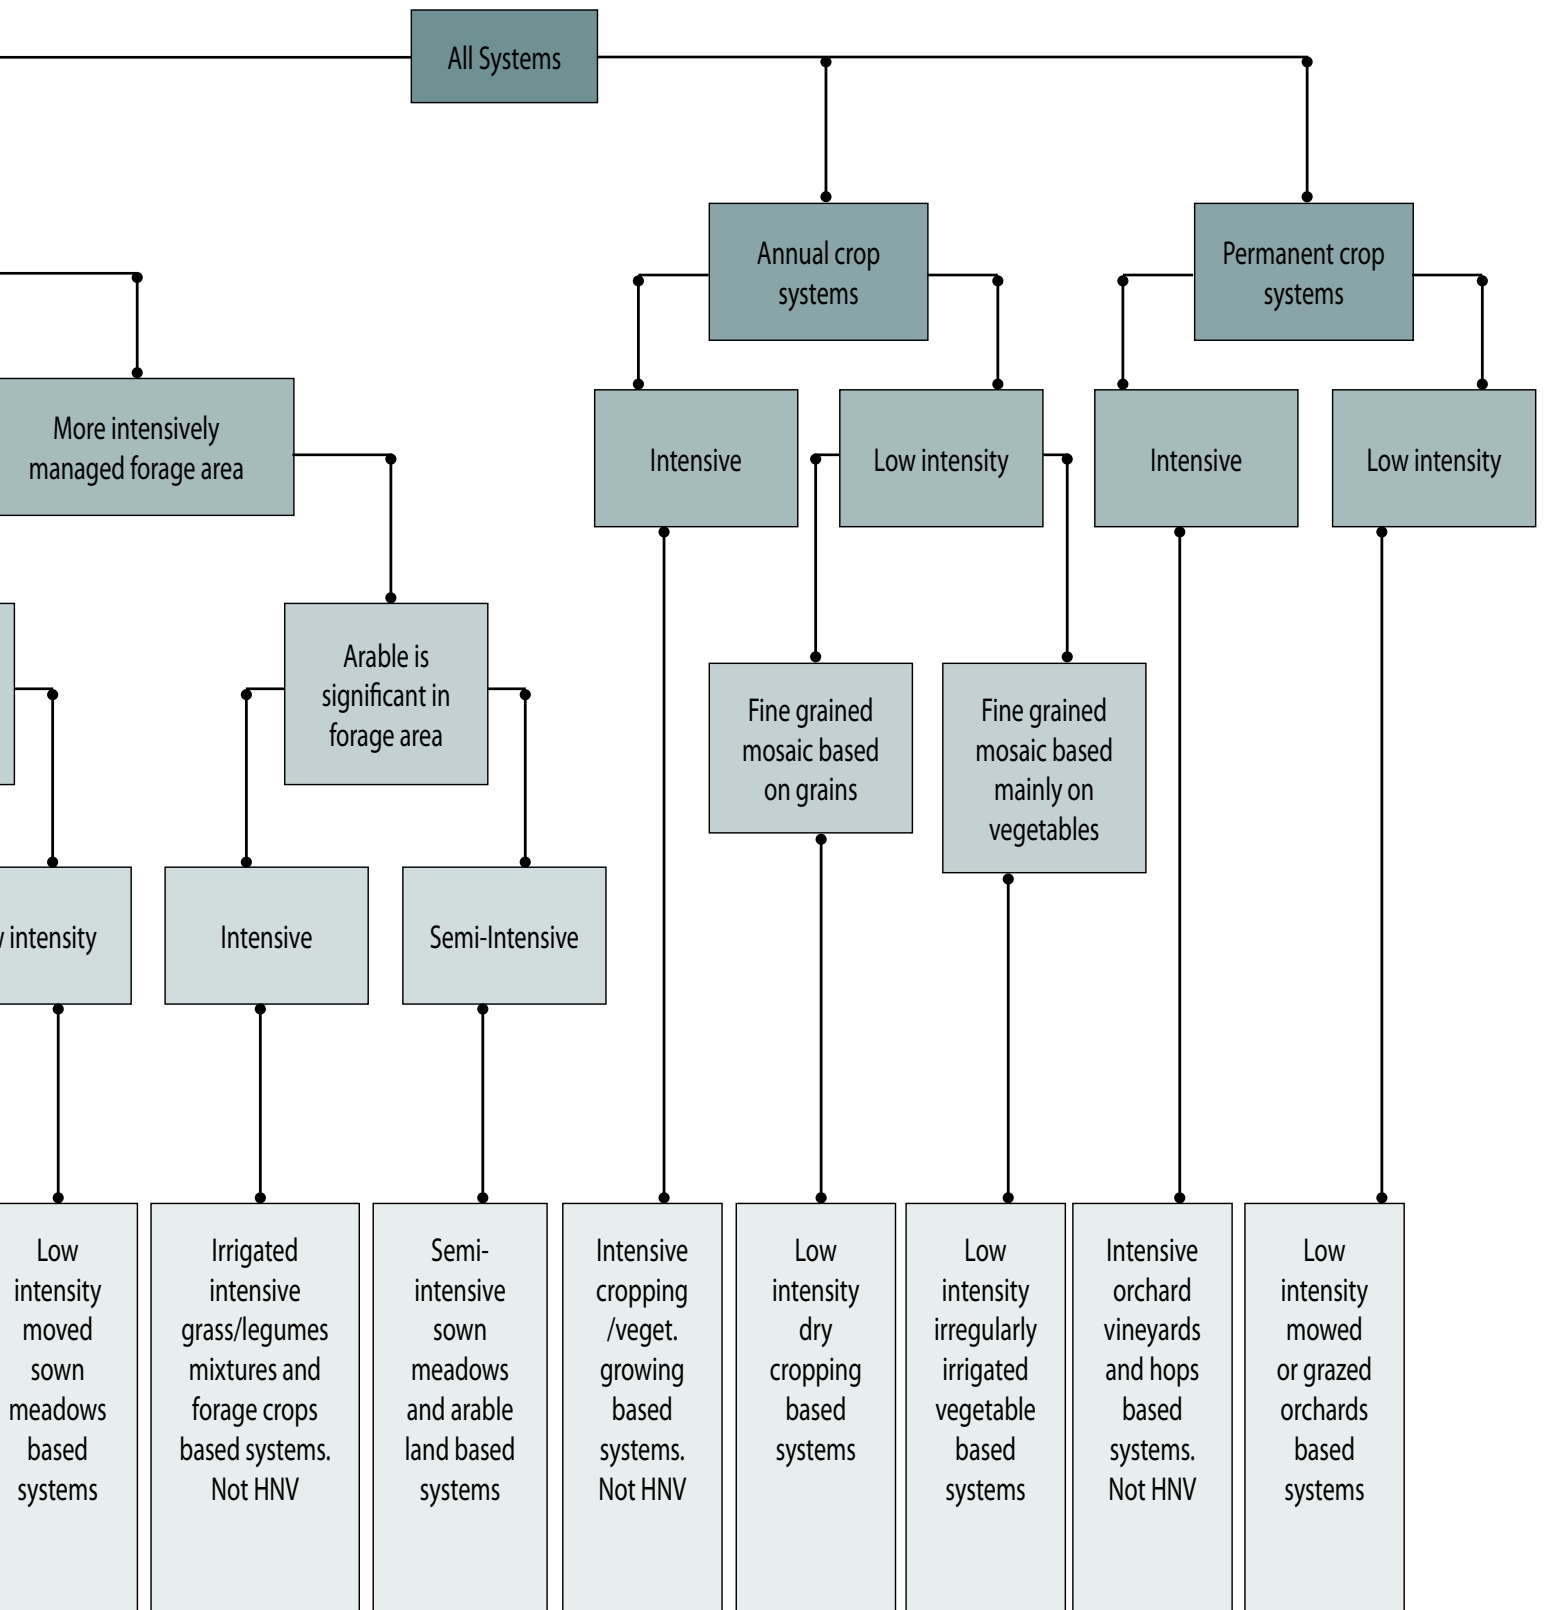 All Systems
Annual crop
systems
Permanent crop
systems
More intensively
managed forage area
Intensive
Low intensity
Intensive
Low intensity
Arable is
significant in
forage area
Fine grained
mosaic based
on grains
Fine grained
mosaic based
mainly on
vegetables
intensity
Intensive
Semi-Intensive
Low
intensity
moved
sown
meadows
based
systems
Irrigated
intensive
grass/legumes
mixtures and
forage crops
based systems.
Not HNV
Semi-
intensive
sown
meadows
and arable
land based
systems
Intensive
cropping
/veget.
growing
based
systems.
Not HNV
Low
intensity
dry
cropping
based
systems
Low
intensity
irregularly
irrigated
vegetable
based
systems
Intensive
orchard
vineyards
and hops
based
systems.
Not HNV
Low
intensity
mowed
or grazed
orchards
based
systems